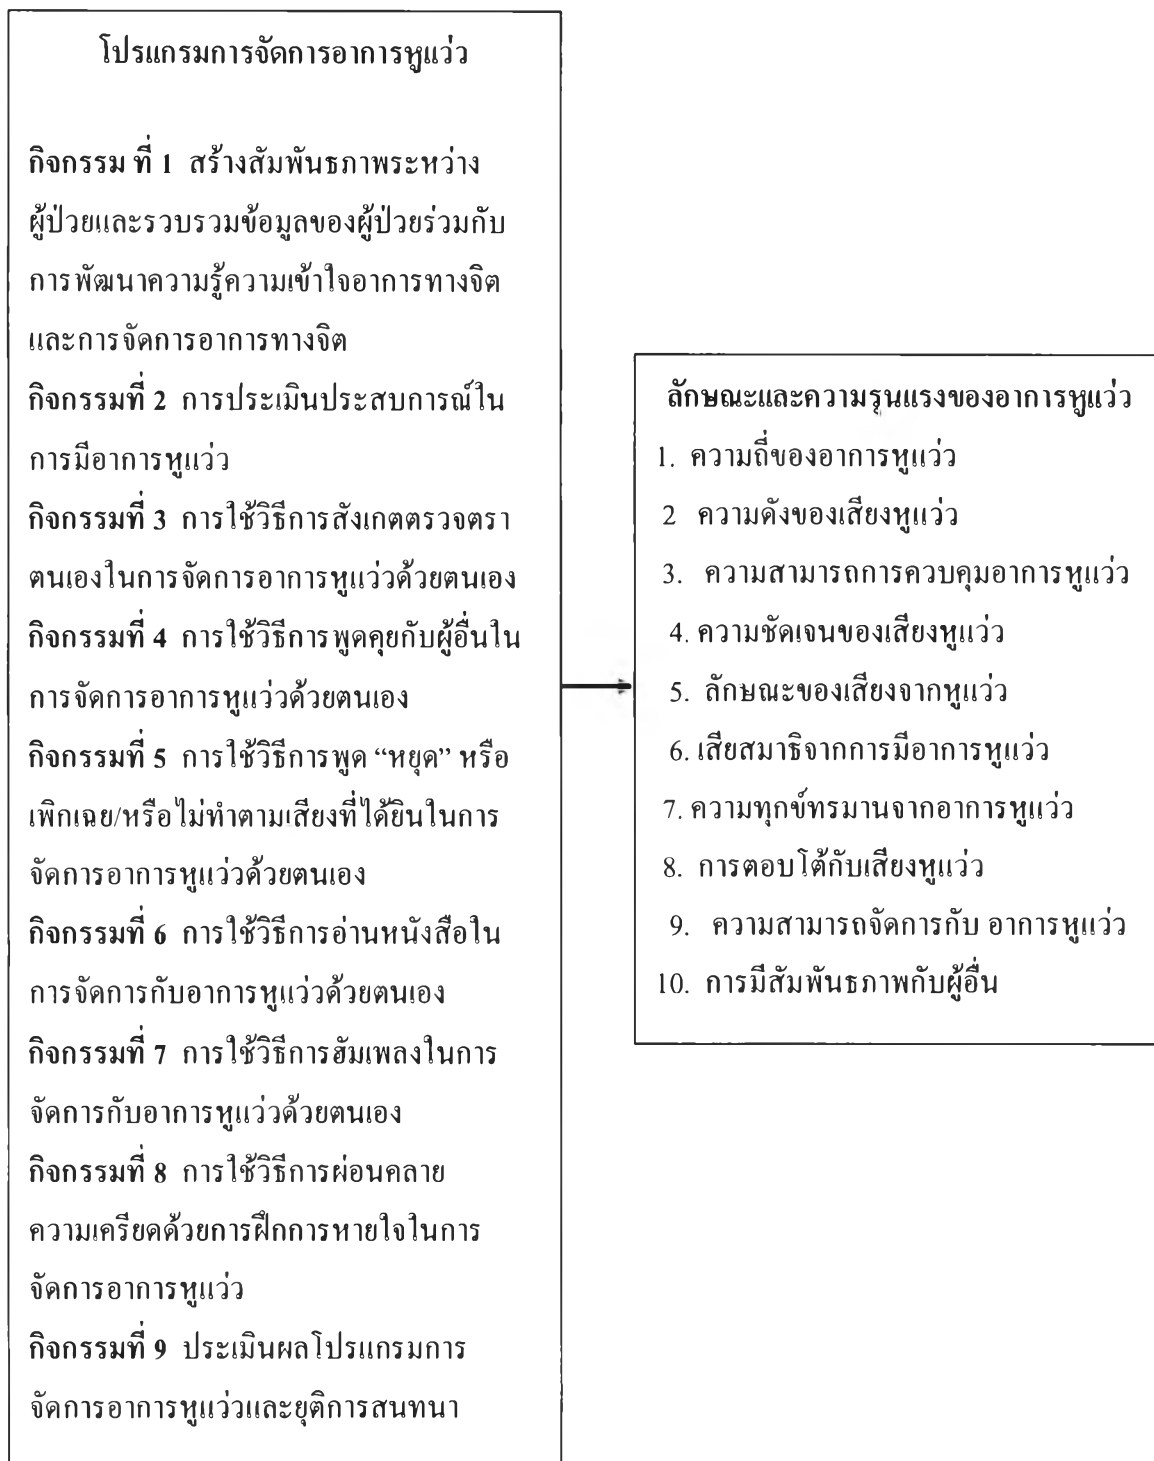 โปรแกรมการจัดการอาการหูแว่ว
กิจกรรม ที่ 1 สร้างสัมพันธภาพระหว่าง
ผู้ป่วยและรวบรวมข้อมูลของผู้ป่วยร่วมกับ
การพัฒนาความรู้ความเข้าใจอาการทางจิต
และการจัดการอาการทางจิต
กิจกรรมที่ 2 การประเมินประสบการณ์ใน
การมีอาการหูแว่ว
กิจกรรมที่ 3 การใช้วิธีการสังเกตตรวจตรา
ตนเองในการจัดการอาการหูแว่วด้วยตนเอง
กิจกรรมที่ 4 การใช้วิธีการพูดคุยกับผู้อื่นใน
การจัดการอาการหูแว่วด้วยตนเอง
กิจกรรมที่ 5 การใช้วิธีการพูด “หยุด” หรือ
เพิกเฉย/หรือไม่ทำตามเสียงที่ได้ยินในการ
จัดการอาการหูแว่วด้วยตนเอง
กิจกรรมที่ 6 การใช้วิธีการอ่านหนังสือใน
การจัดการกับอาการหูแว่วด้วยตนเอง
กิจกรรมที่ 7 การใช้วิธีการฮัมเพลงในการ
จัดการกับอาการหูแว่วด้วยตนเอง
กิจกรรมที่ 8 การใช้วิธีการผ่อนคลาย
ความเครียดด้วยการฝึกการหายใจในการ
จัดการอาการหูแว่ว
กิจกรรมที่ 9 ประเมินผลโปรแกรมการ
จัดการอาการหูแว่วและยุติการสนทนา
ลักษณะและความรุนแรงของอาการหูแว่ว
1. ความถี่ของอาการหูแว่ว
2 ความดังของเสียงหูแว่ว
3. ความสามารถการควบคุมอาการหูแว่ว
4. ความชัดเจนของเสียงหูแว่ว
5. ลักษณะของเสียงจากหูแว่ว
6. เสียสมาธิจากการมีอาการหูแว่ว
7. ความทุกข์ทรมานจากอาการหูแว่ว
8. การตอบโต้กับเสียงหูแว่ว
9. ความสามารถจัดการกับ อาการหูแว่ว
10. การมีสัมพันธภาพกับผู้อื่น